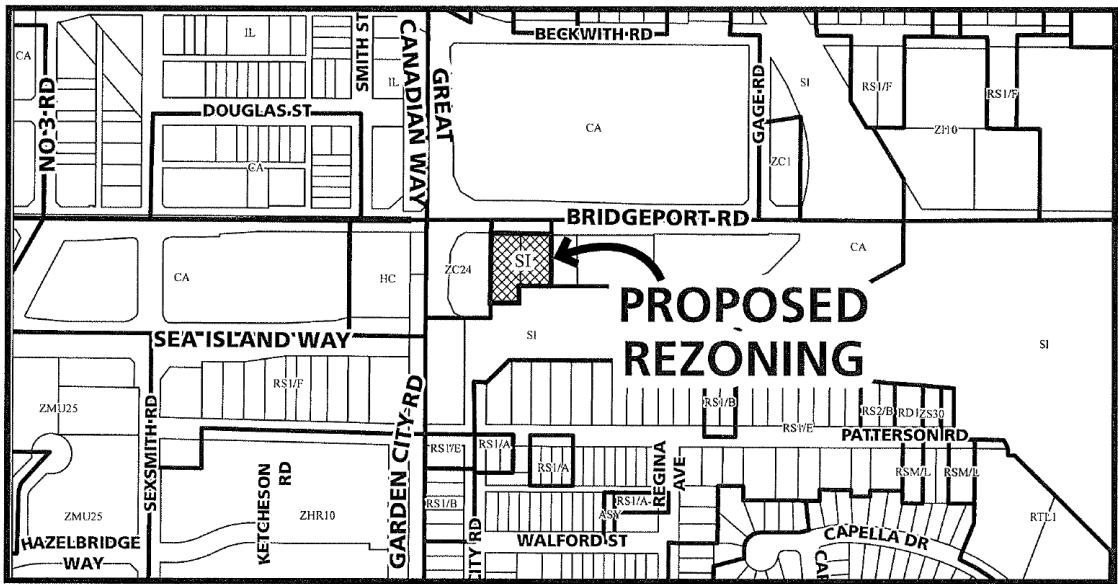 BECKWITH RD
IL
CA
SMITH ST
CANADIAN WAY
GREAT
NO 3 RD
IL
SI
RS1/F
RS1/F
DOUGLAS ST
GAGE RD
CA
ZI10
CA
ZC1
BRIDGEPORT RD
CA
HC
ZC24
SI
CA
PROPOSED
REZONING
SEA ISLAND WAY
SI
SI
RS1/F
ZMU25
SEXSMITH RD
GARDEN CITY RD
RS1/B
RS2/B
RD1
ZS30
RS1/E
PATTERSON RD
RS1/E
RS1/A
RS1/A
REGINA
AVE
RSM/L
RSM/L
KETCHESON
RD
ZHR10
RS1/B
RS1/A
ASY
ZMU25
RTL1
HAZELBRIDGE
WAY
CITY RD
WALFORD ST
CAPELLA DR